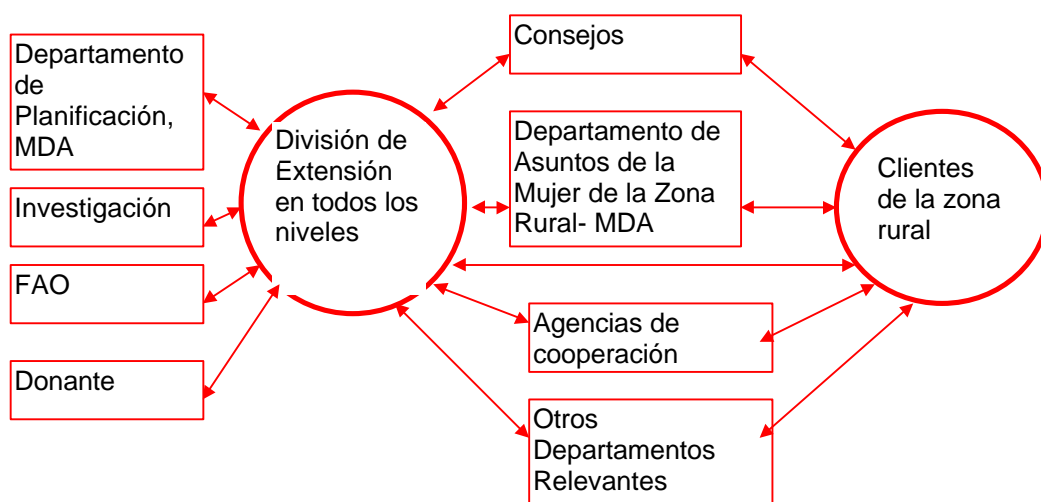 Departamento
de
Planificación,
MDA
Investigación
FAO
Donante
División de
Extensión
en todos los
niveles
Consejos
Departamento de
Asuntos de la
Mujer de la Zona
Rural- MDA
Agencias de
cooperación
Otros
Departamentos
Relevantes
Clientes
de la zona
rural